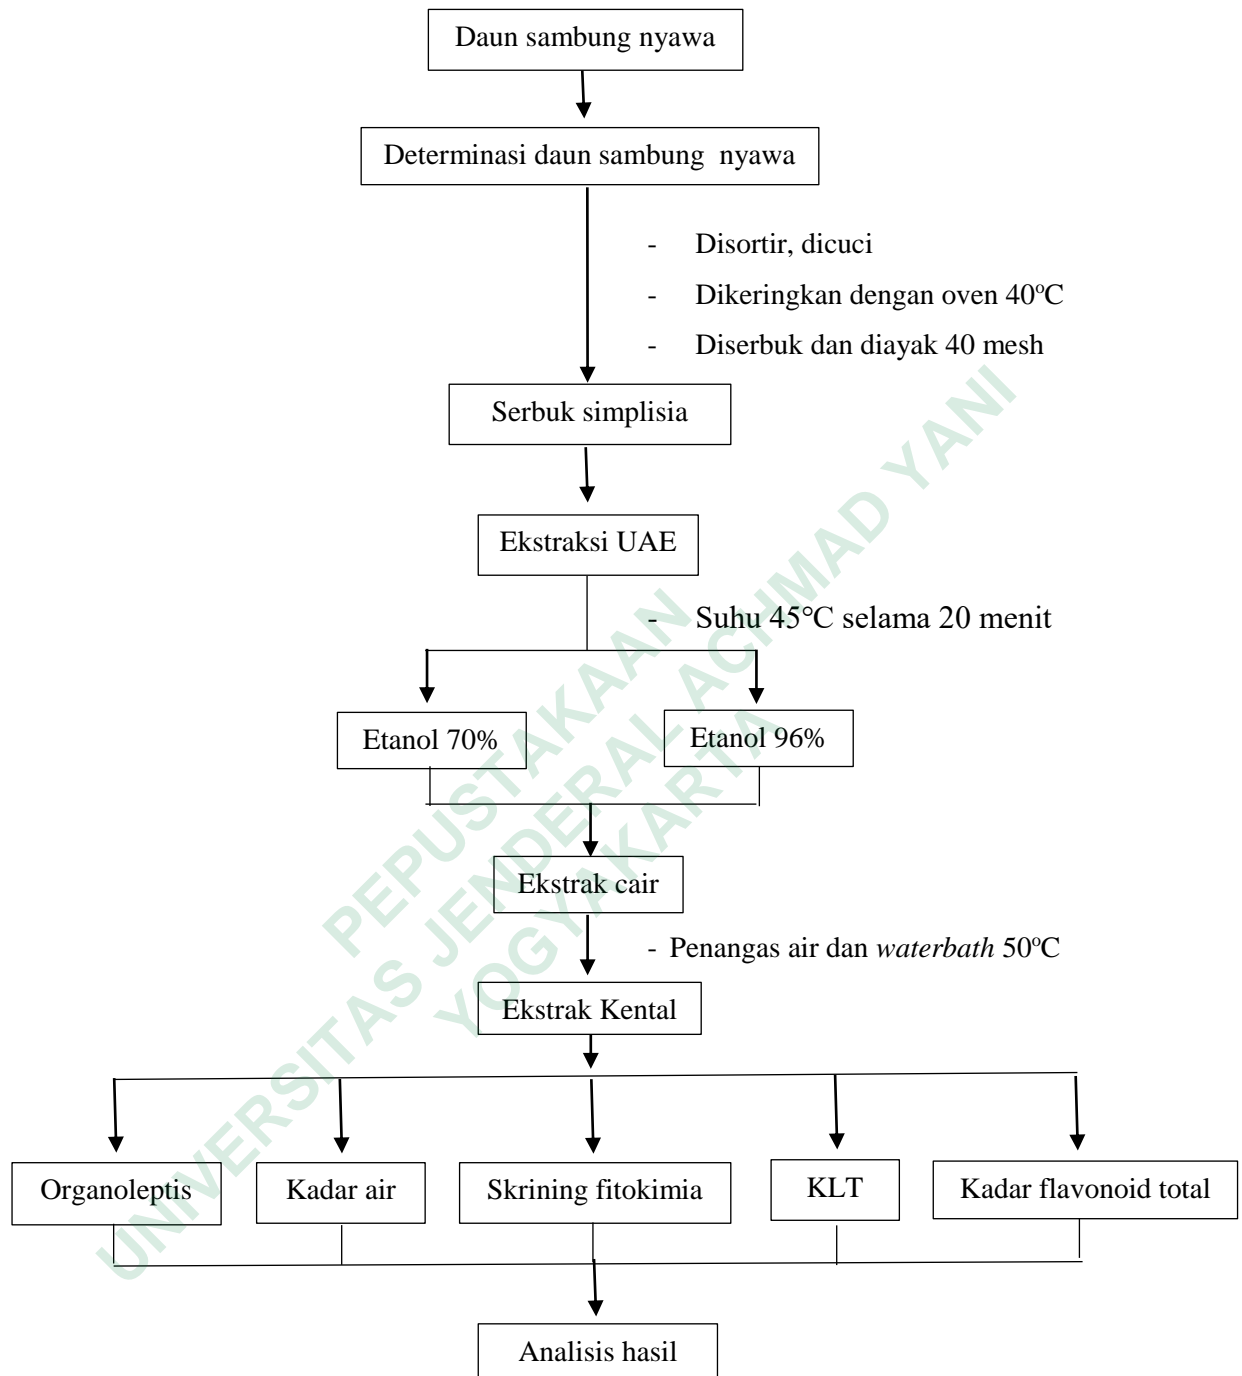 Daun sambung nyawa
Determinasi daun sambung nyawa
- Disortir, dicuci
- Dikeringkan dengan oven 40ºC
- Diserbuk dan diayak 40 mesh
Serbuk simplisia
Ekstraksi UAE
- Suhu 45°C selama 20 menit
Etanol 70%
Etanol 96%
Ekstrak cair
- Penangas air dan waterbath 50ºC
Ekstrak Kental
Organoleptis
Kadar air
Skrining fitokimia
KLT
Kadar flavonoid total
Analisis hasil
PEPUSTAKAAN
UNIVERSITAS JENDERAL ACHMAD YANI
YOGYAKARTA